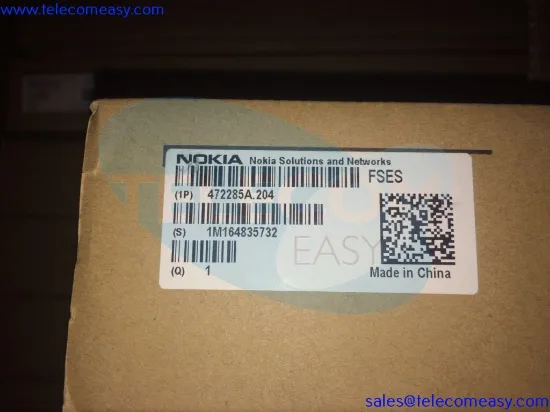 www.telecomeasy.com
NOKIA Nokia Solutions and Networks
FSES
(1P) 472285A.204
(S) 1M164835732
EASY
(Q) 1
Made in China
sales@telecomeasy.com